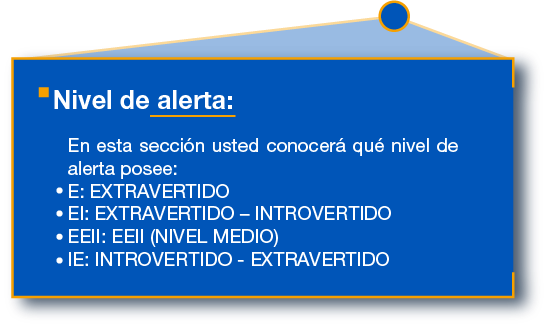 Nivel de alerta:
En esta sección usted conocerá qué nivel de
alerta posee:
• E: EXTRAVERTIDO
• EI: EXTRAVERTIDO – INTROVERTIDO
• EEII: EEII (NIVEL MEDIO)
• IE: INTROVERTIDO - EXTRAVERTIDO